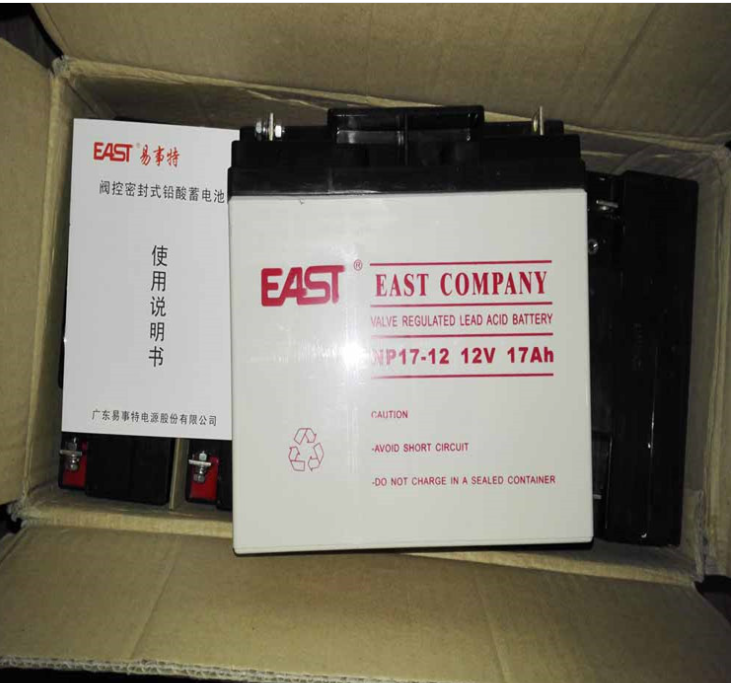 EAST® 易事特
阀控密封式铅酸蓄电池
使用说明书
广东易事特电源股份有限公司
EAST®
EAST COMPANY
VALVE REGULATED LEAD ACID BATTERY
NP17-12 12V 17Ah
CAUTION
-AVOID SHORT CIRCUIT
-DO NOT CHARGE IN A SEALED CONTAINER